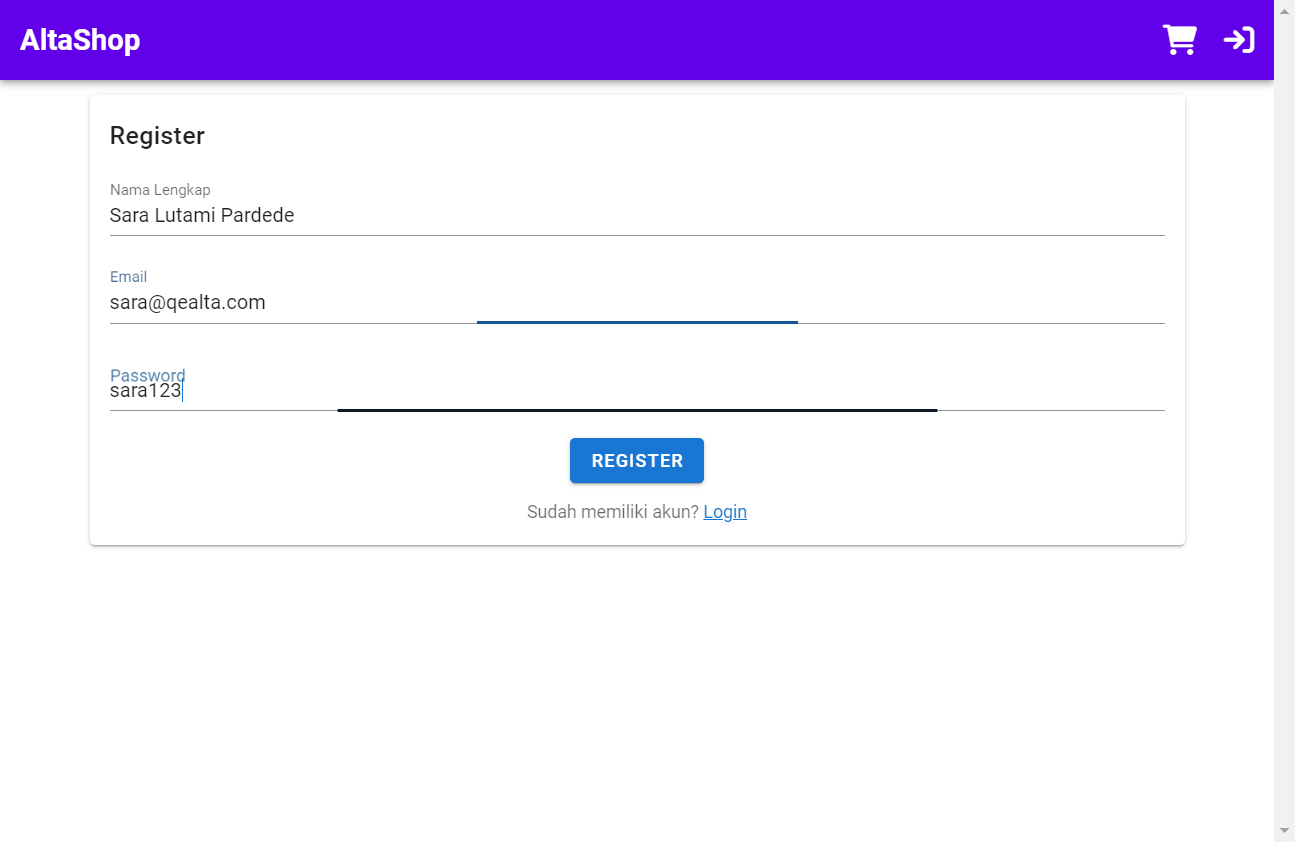 AltaShop
Register
Nama Lengkap
Sara Lutami Pardede
Email
sara@qealta.com
Password
sara123
REGISTER
Sudah memiliki akun? Login